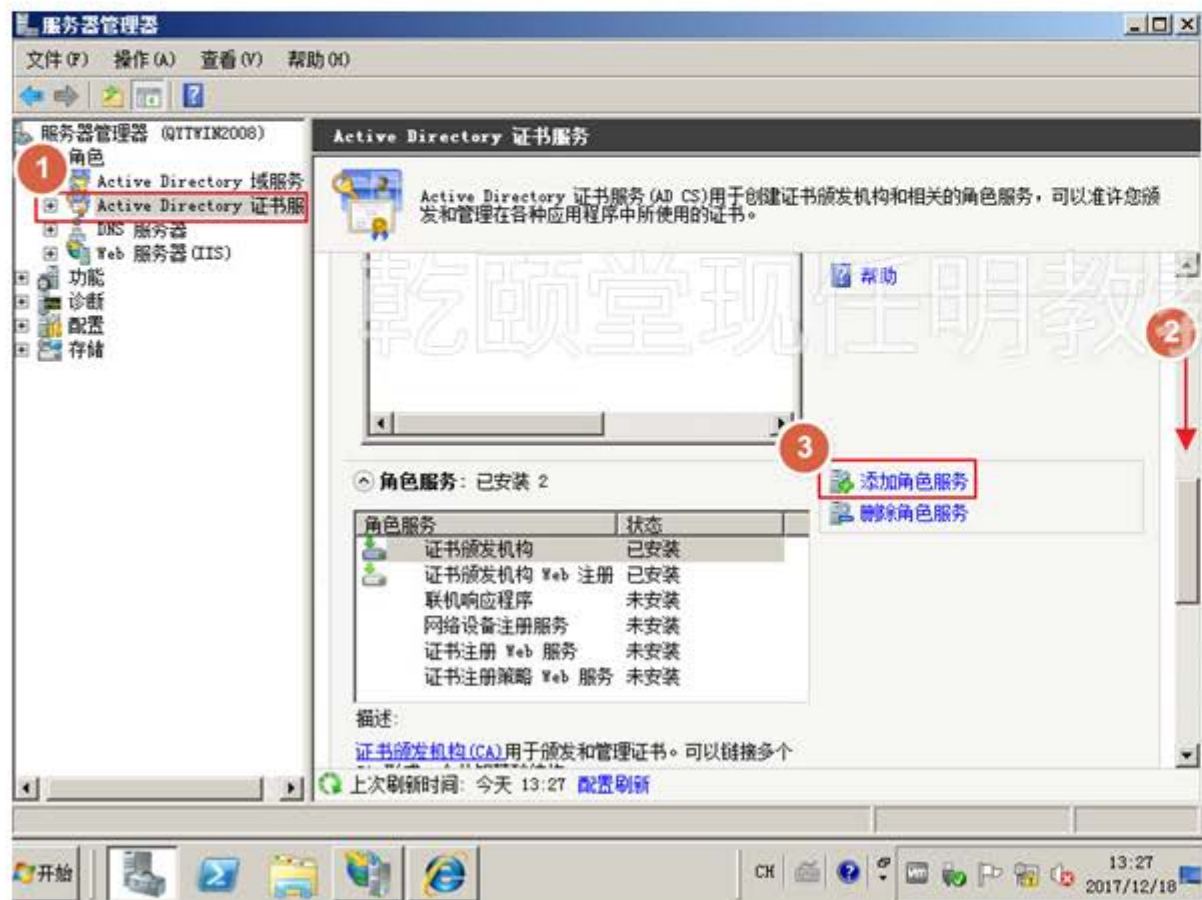 服务器管理器
文件(F) 操作(A) 查看(V) 帮助(H)
服务器管理器 (QYTWIN2008)
角色
1
Active Directory 域服务
Active Directory 证书服
DNS 服务器
Web 服务器(IIS)
功能
诊断
配置
存储
Active Directory 证书服务
Active Directory 证书服务(AD CS)用于创建证书颁发机构和相关的角色服务，可以准许您颁
发和管理在各种应用程序中所使用的证书。
乾颐堂现任明教
帮助
2
3
角色服务: 已安装 2
添加角色服务
删除角色服务
角色服务 状态
证书颁发机构 已安装
证书颁发机构 Web 注册 已安装
联机响应程序 未安装
网络设备注册服务 未安装
证书注册 Web 服务 未安装
证书注册策略 Web 服务 未安装
描述:
证书颁发机构(CA)用于颁发和管理证书。可以链接多个
上次刷新时间: 今天 13:27 配置刷新
开始
CH
13:27
2017/12/18